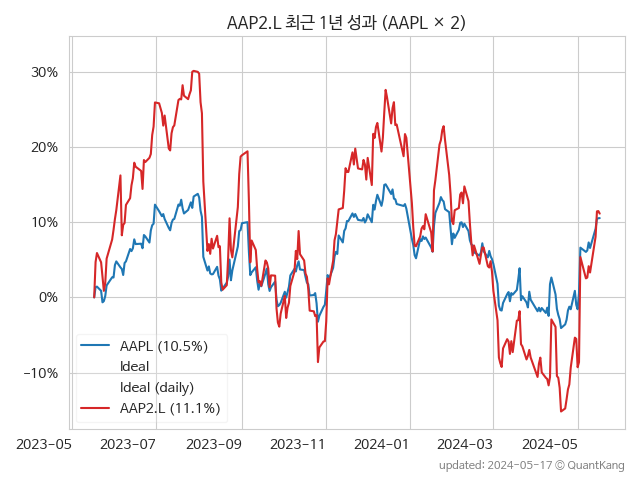 AAP2.L 최근 1년 성과 (AAPL × 2)
30%
20%
10%
0%
−10%
AAPL (10.5%)
Ideal
Ideal (daily)
AAP2.L (11.1%)
2023−05 2023−07 2023−09 2023−11 2024−01 2024−03 2024−05
updated: 2024−05−17 © QuantKang